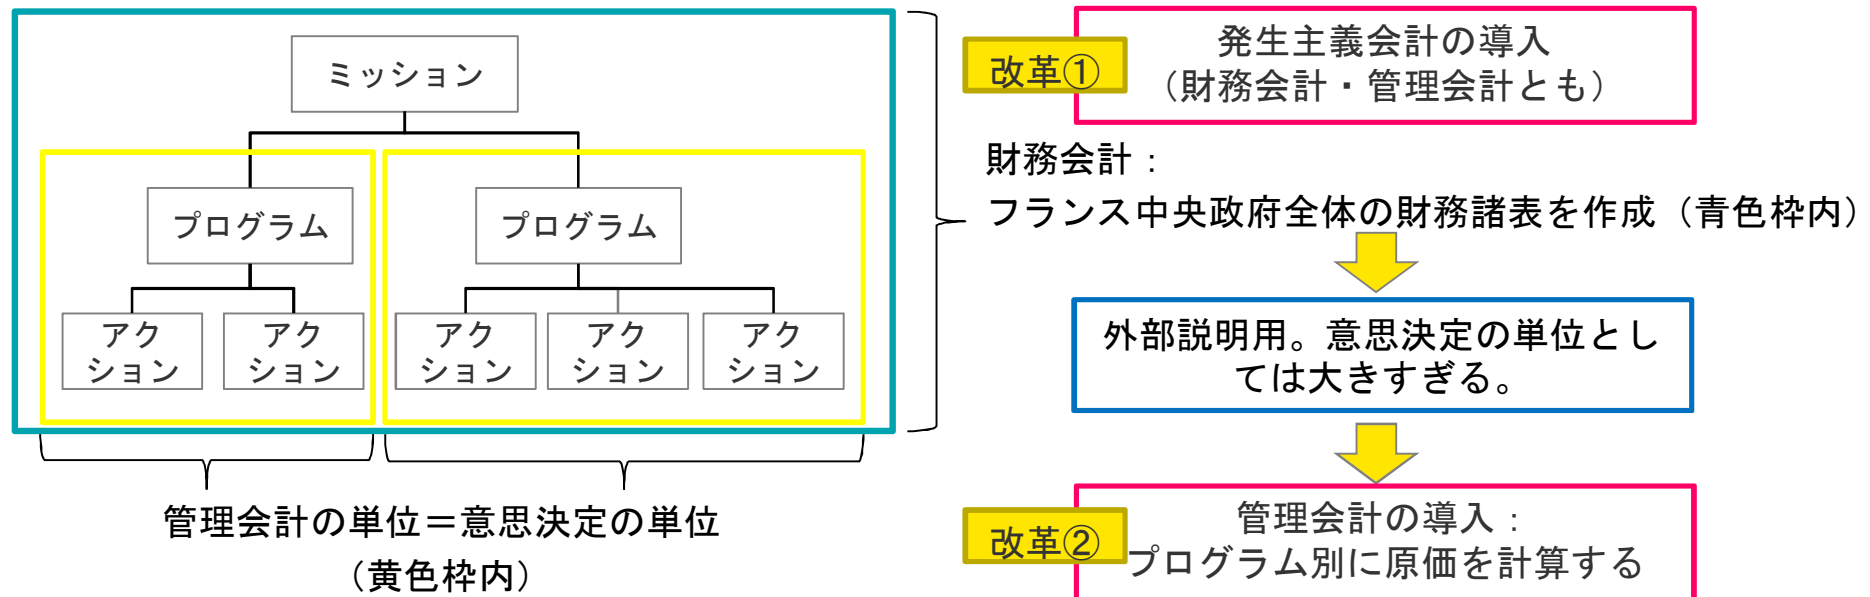 ミッション
プログラム
プログラム
アク
ション
アク
ション
アク
ション
アク
ション
アク
ション
管理会計の単位＝意思決定の単位
（黄色枠内）
改革①
発生主義会計の導入
（財務会計・管理会計とも）
財務会計：
フランス中央政府全体の財務諸表を作成（青色枠内）
外部説明用。意思決定の単位とし
ては大きすぎる。
改革②
管理会計の導入：
プログラム別に原価を計算する